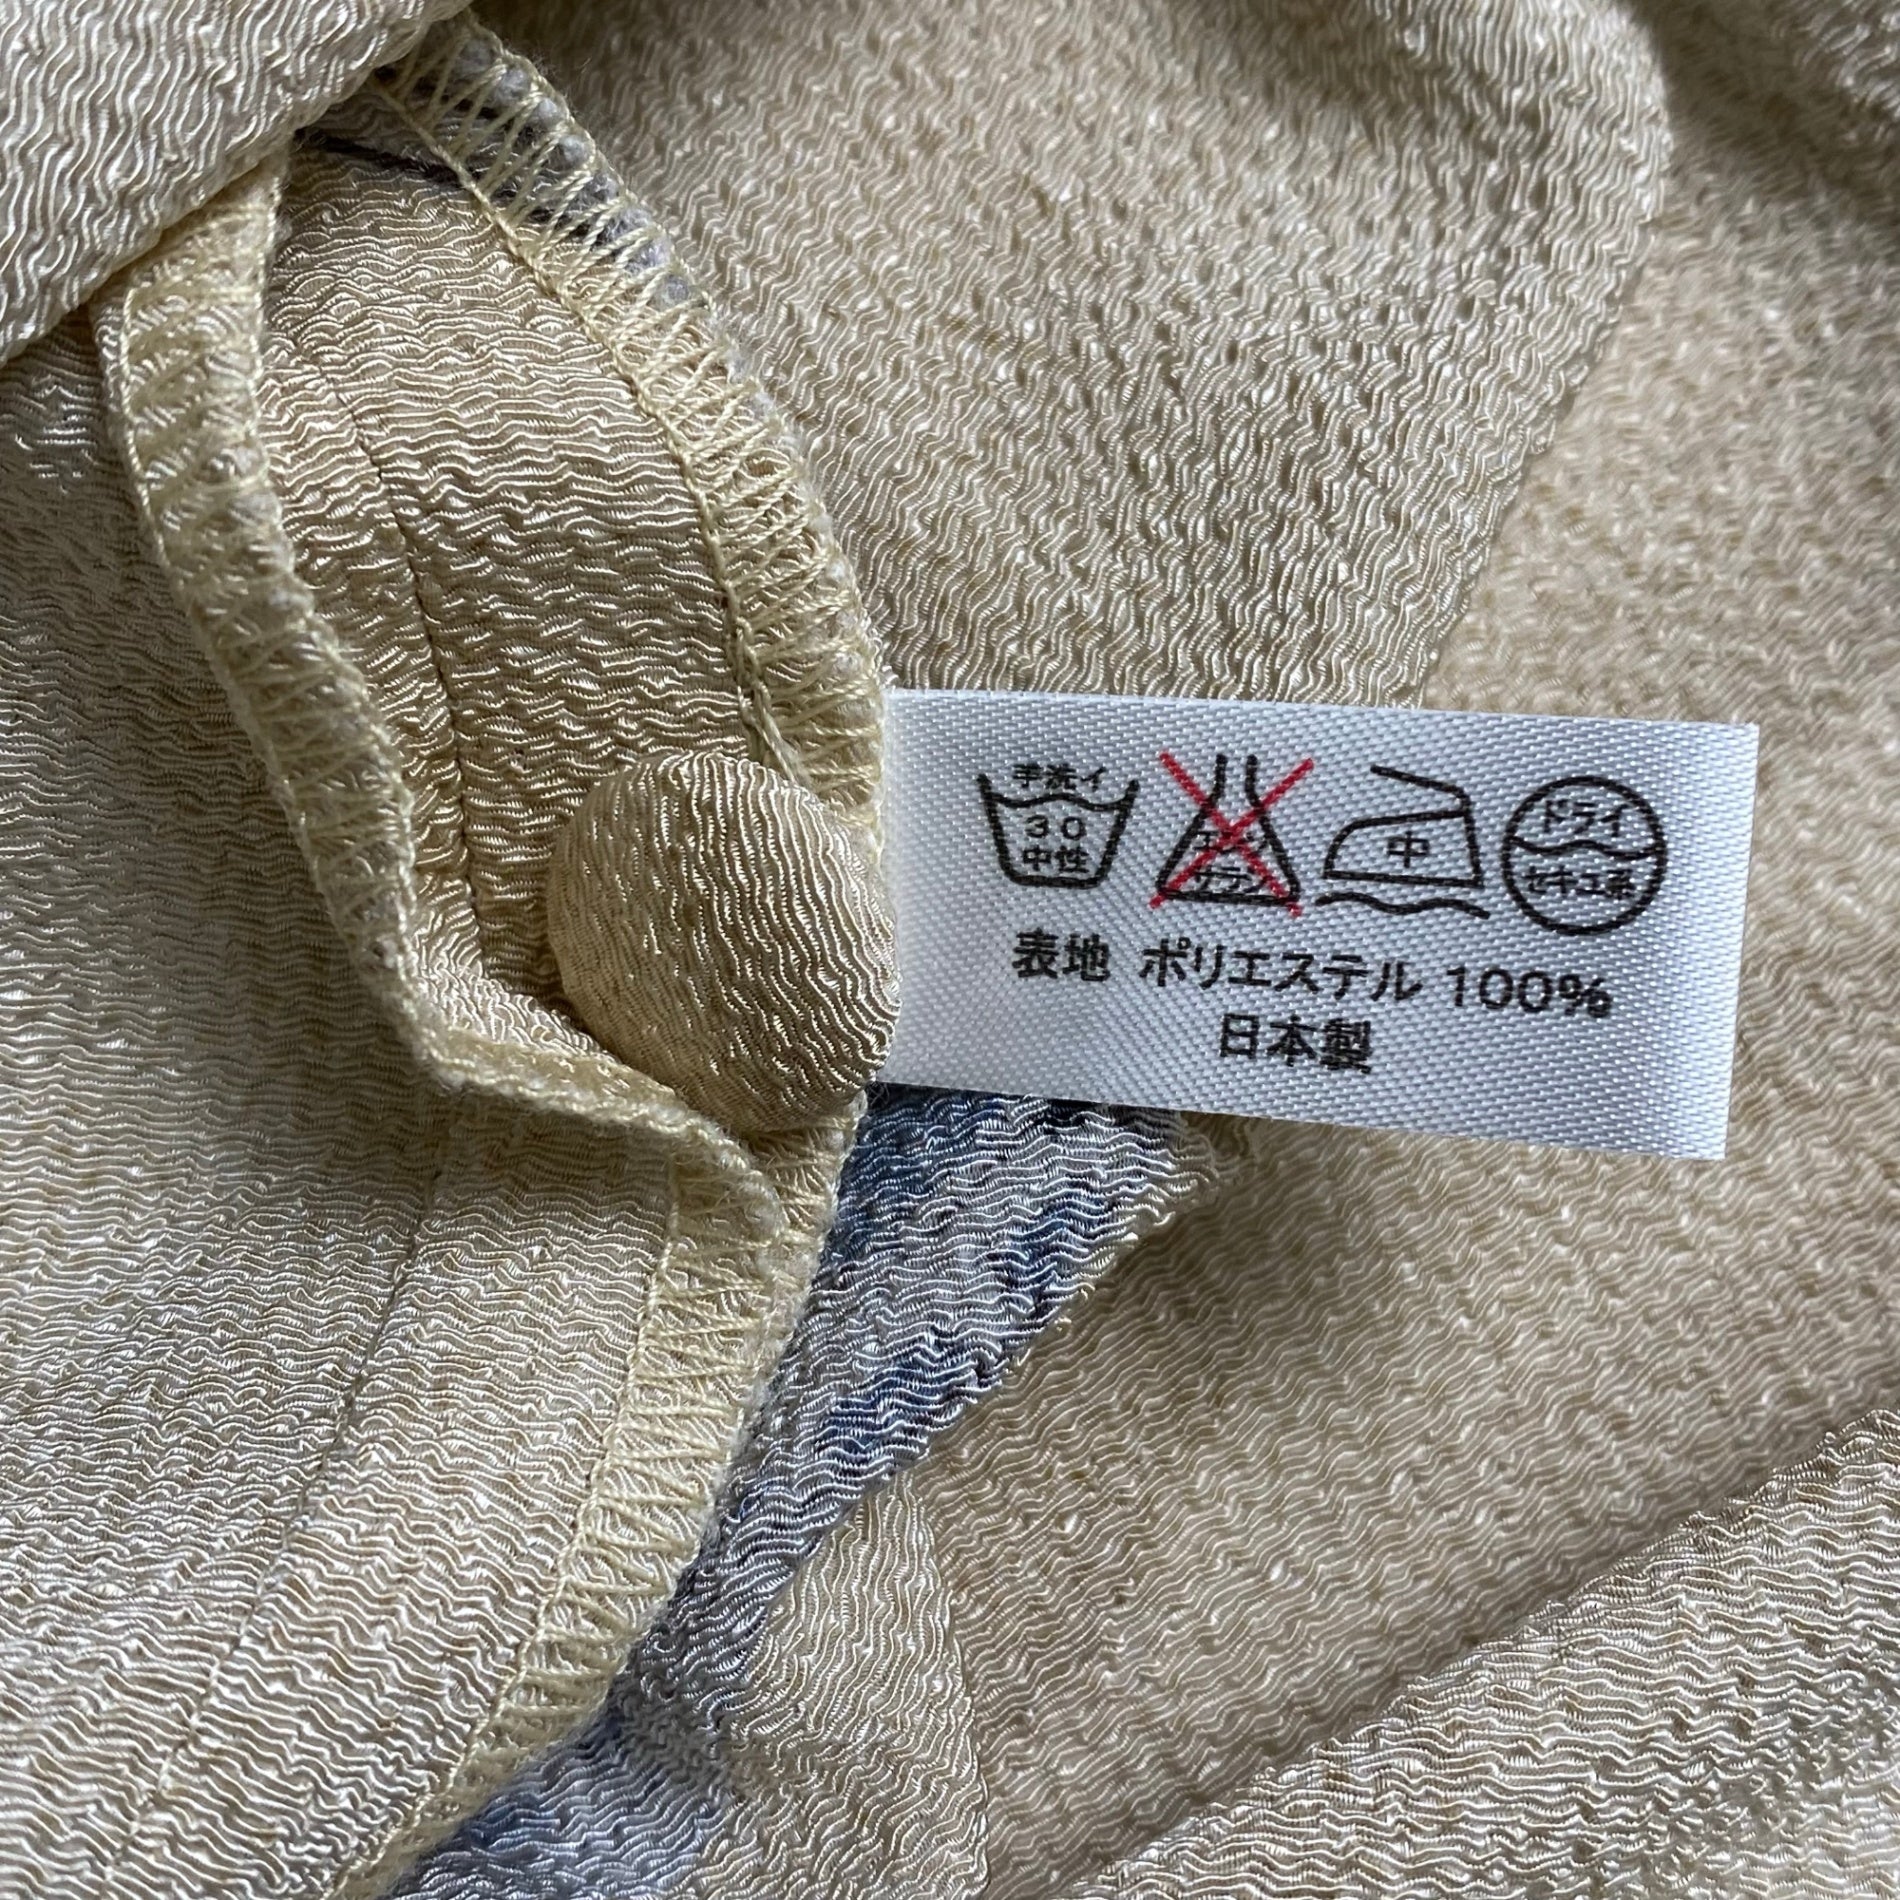 手洗イ
30
中性
エンソ
サラシ
中
ドライ
セキユ系
表地 ポリエステル 100%
日本製